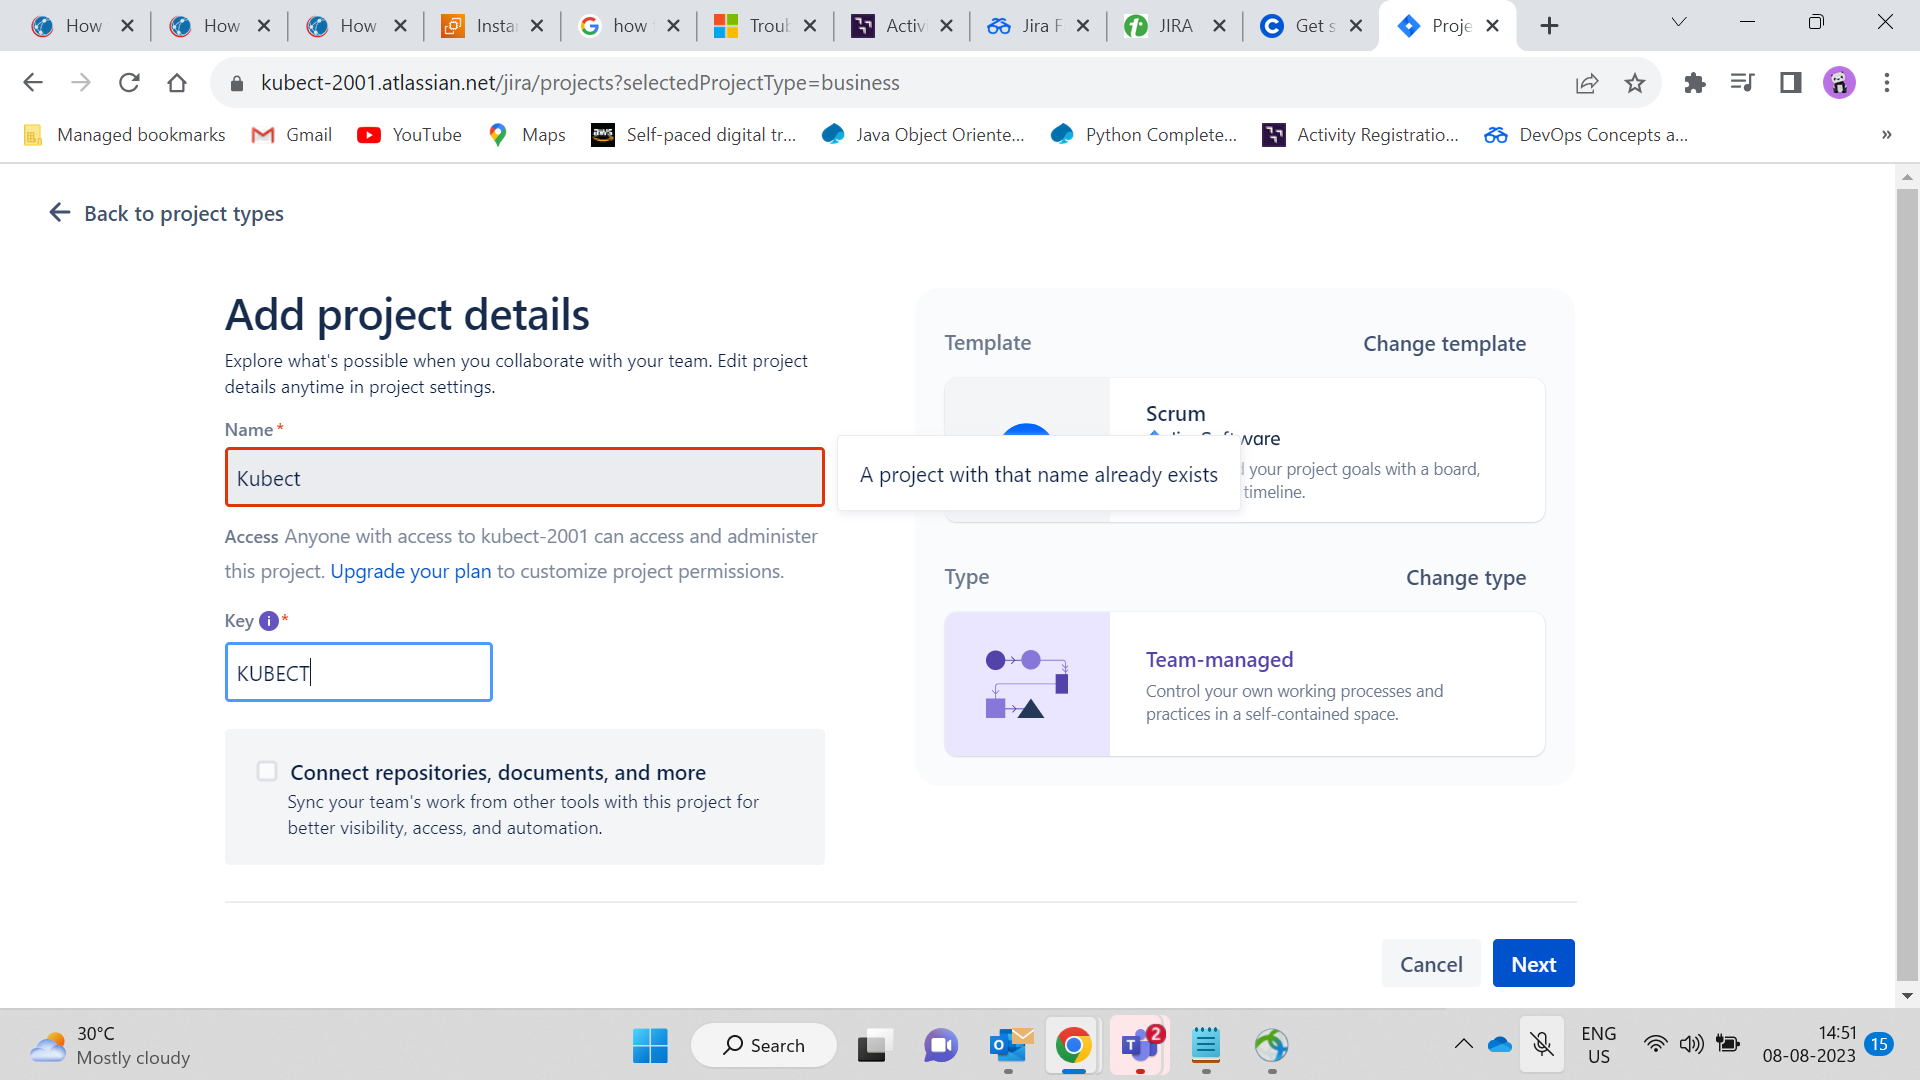 How
How
How
Insta
how
Troub
Activi
Jira F
JIRA
Get s
Proje
kubect-2001.atlassian.net/jira/projects?selectedProjectType=business
Managed bookmarks
Gmail
YouTube
Maps
aws
Self-paced digital tr...
Java Object Oriente...
Python Complete...
Activity Registratio...
DevOps Concepts a...
»
Back to project types
Add project details
Explore what's possible when you collaborate with your team. Edit project
details anytime in project settings.
Name*
Kubect
A project with that name already exists
Access Anyone with access to kubect-2001 can access and administer
this project. Upgrade your plan to customize project permissions.
Key i *
KUBECT
Connect repositories, documents, and more
Sync your team's work from other tools with this project for
better visibility, access, and automation.
Template
Change template
Scrum
ware
your project goals with a board,
timeline.
Type
Change type
Team-managed
Control your own working processes and
practices in a self-contained space.
Cancel
Next
30°C
Mostly cloudy
Search
2
ENG
US
14:51
08-08-2023
15